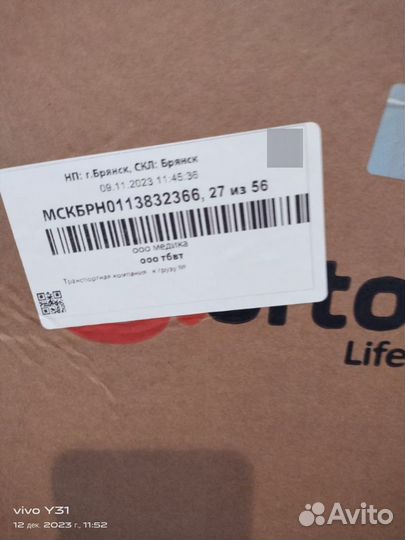 НП: г.Брянск, СКЛ: Брянск
09.11.2023 11:45:36
МСКБРН0113832366, 27 из 56
ооо медика
ооо тбвт
Транспортная компания к грузу №
orto
Life
vivo Y31
12 дек. 2023 г., 11:52
Avito